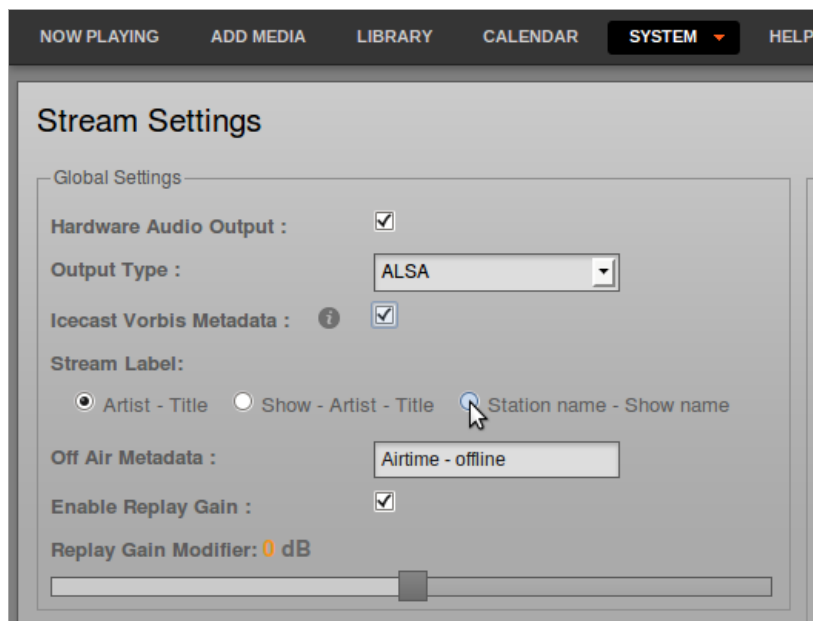 NOW PLAYING ADD MEDIA LIBRARY CALENDAR SYSTEM HELP
Stream Settings
Global Settings
Hardware Audio Output :
Output Type : ALSA
Icecast Vorbis Metadata : i
Stream Label:
Artist - Title Show - Artist - Title Station name - Show name
Off Air Metadata : Airtime - offline
Enable Replay Gain :
Replay Gain Modifier: 0 dB